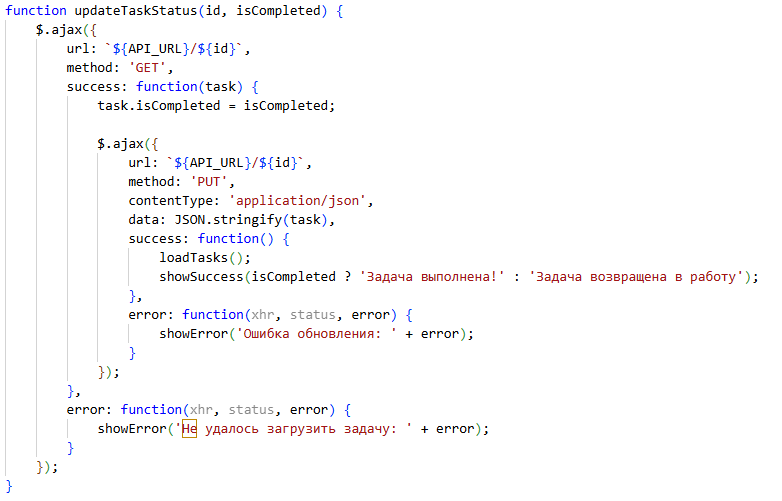 function updateTaskStatus(id, isCompleted) {
    $.ajax({
        url: `${API_URL}/${id}`,
        method: 'GET',
        success: function(task) {
            task.isCompleted = isCompleted;

            $.ajax({
                url: `${API_URL}/${id}`,
                method: 'PUT',
                contentType: 'application/json',
                data: JSON.stringify(task),
                success: function() {
                    loadTasks();
                    showSuccess(isCompleted ? 'Задача выполнена!' : 'Задача возвращена в работу');
                },
                error: function(xhr, status, error) {
                    showError('Ошибка обновления: ' + error);
                }
            });
        },
        error: function(xhr, status, error) {
            showError('Не удалось загрузить задачу: ' + error);
        }
    });
}